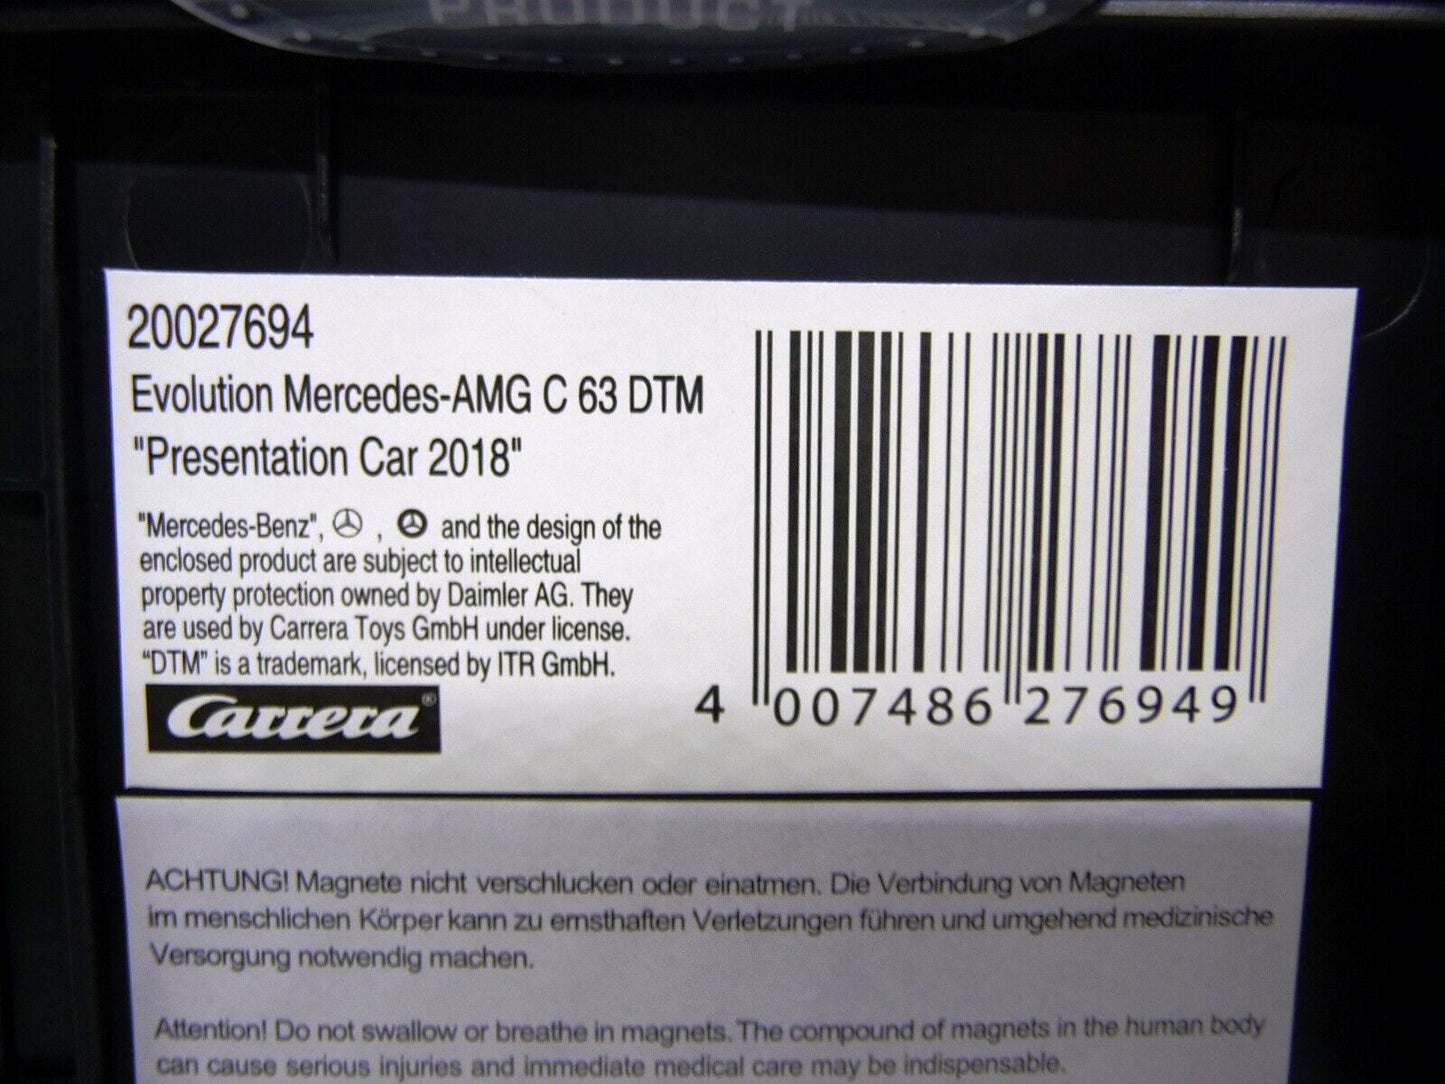 PRODUCT
20027694
Evolution Mercedes-AMG C 63 DTM
"Presentation Car 2018"
"Mercedes-Benz", , and the design of the
enclosed product are subject to intellectual
property protection owned by Daimler AG. They
are used by Carrera Toys GmbH under license.
“DTM” is a trademark, licensed by ITR GmbH.
Carrera®
4 007486 276949
ACHTUNG! Magnete nicht verschlucken oder einatmen. Die Verbindung von Magneten
im menschlichen Körper kann zu ernsthaften Verletzungen führen und umgehend medizinische
Versorgung notwendig machen.
Attention! Do not swallow or breathe in magnets. The compound of magnets in the human body
can cause serious injuries and immediate medical care may be indispensable.